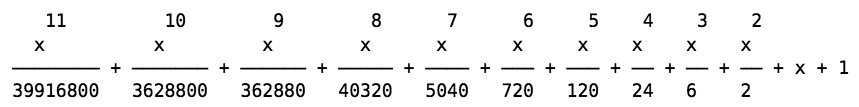 11 10 9 8 7 6 5 4 3 2
x x x x x x x x x x
──────── + ─────── + ────── + ───── + ──── + ─── + ─── + ── + ── + ── + x + 1
39916800 3628800 362880 40320 5040 720 120 24 6 2